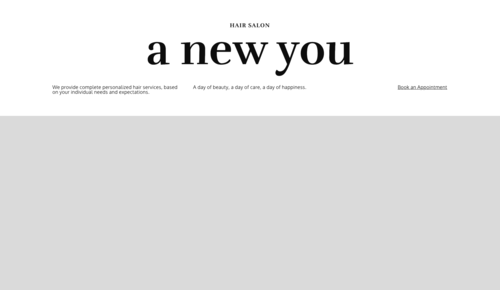 HAIR SALON
a new you
We provide complete personalized hair services, based
on your individual needs and expectations.
A day of beauty, a day of care, a day of happiness.
Book an Appointment